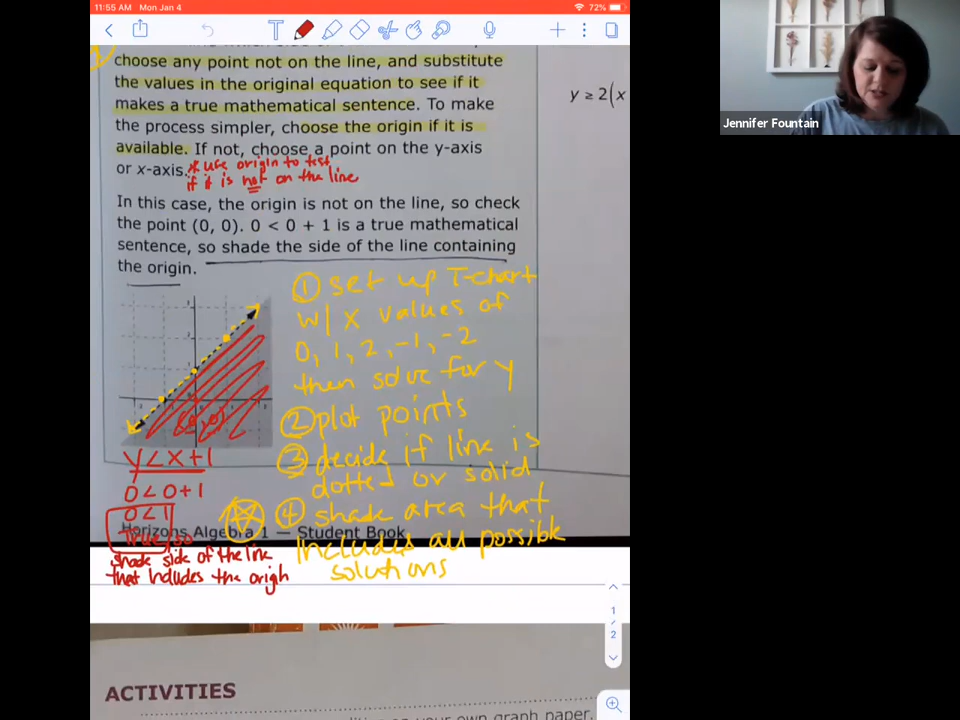 11:55 AM Mon Jan 4
72%
choose any point not on the line, and substitute
the values in the original equation to see if it
makes a true mathematical sentence. To make
the process simpler, choose the origin if it is
available. If not, choose a point on the y-axis
or x-axis.
* use origin to test
if it is not on the line
In this case, the origin is not on the line, so check
the point (0, 0). 0 < 0 + 1 is a true mathematical
sentence, so shade the side of the line containing
the origin.
y ≥ 2(x
Jennifer Fountain
① set up T-chart
w/ x values of
0, 1, 2, -1, -2
then solve for y
② plot points
③ decide if line is
dotted or solid
④ shade area that
includes all possible
solutions
(0,0)
y < x + 1
0 < 0 + 1
0 < 1
True, so
shade side of the line
that includes the origin
Horizons Algebra 1 — Student Book
1
/
2
ACTIVITIES
on your own graph paper.